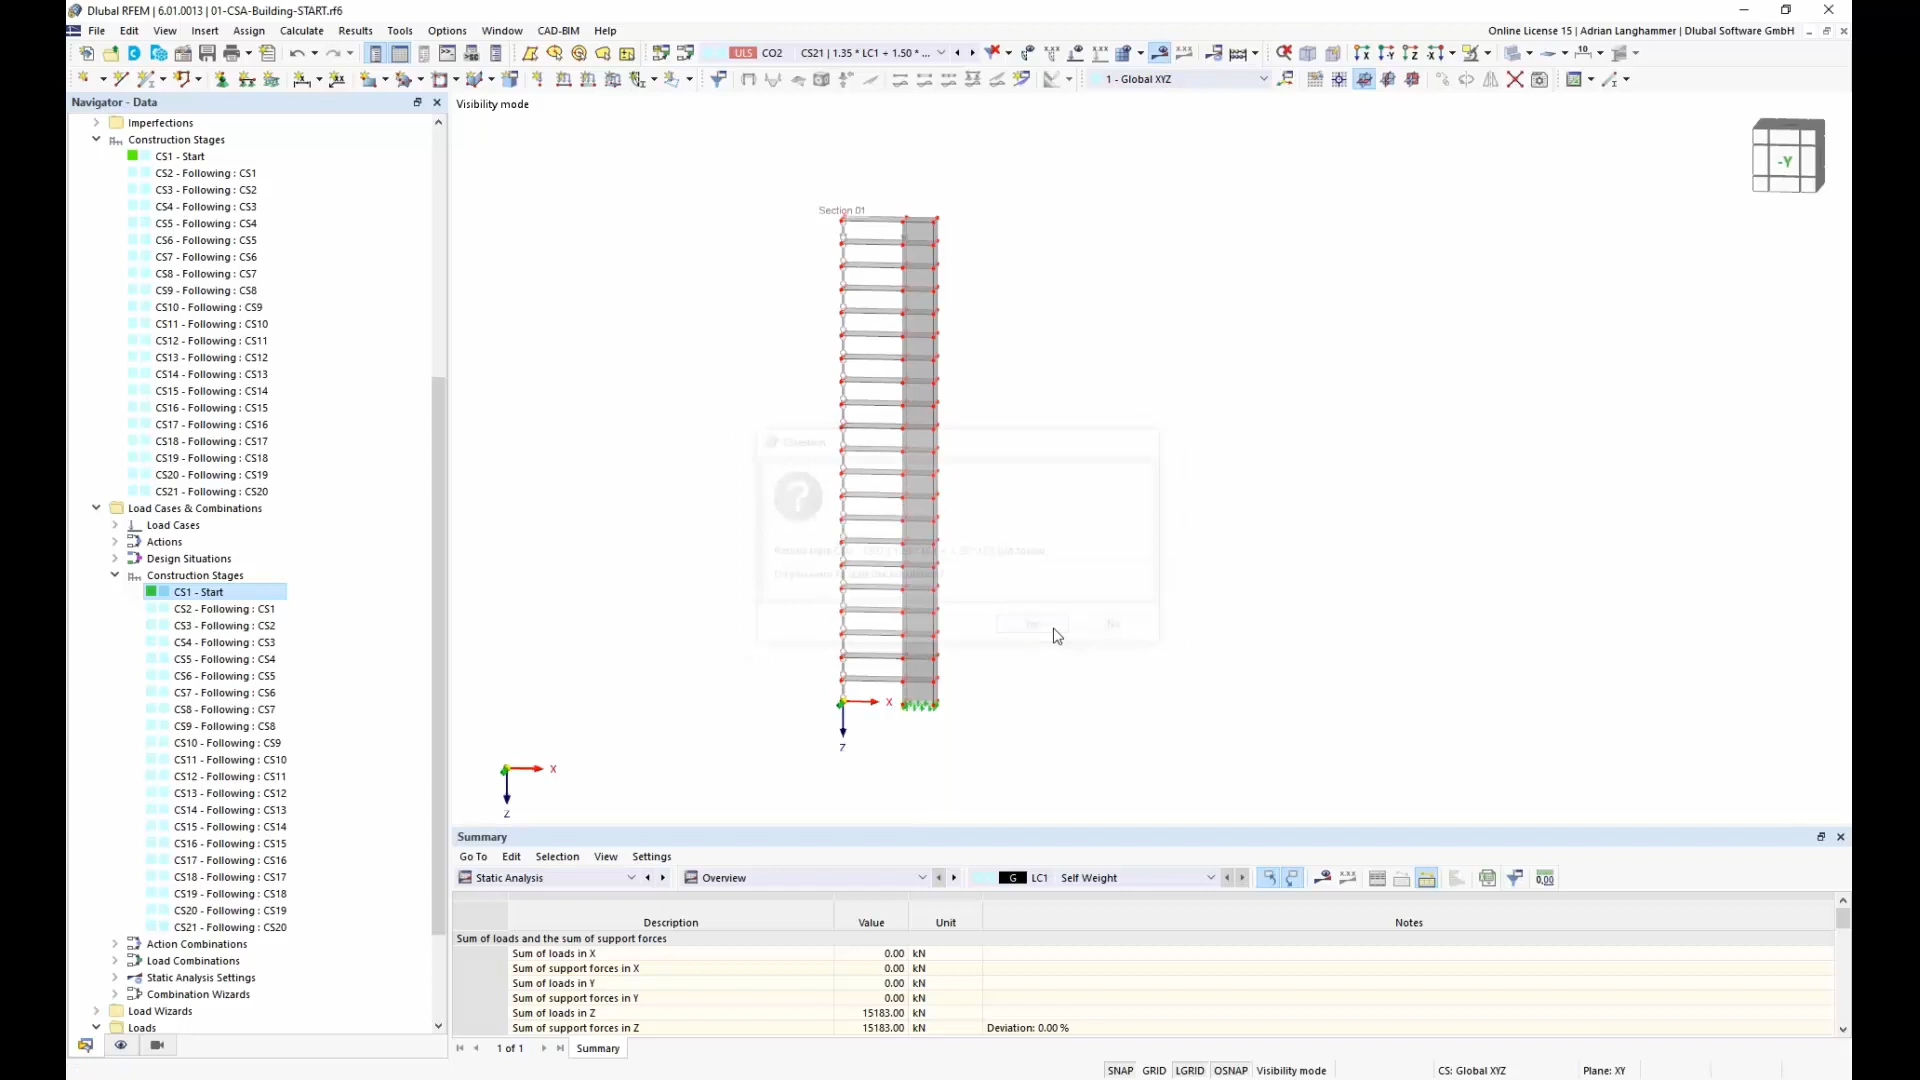 Dlubal RFEM | 6.01.0013 | 01-CSA-Building-START.rf6
File Edit View Insert Assign Calculate Results Tools Options Window CAD-BIM Help
Online License 15 | Adrian Langhammer | Dlubal Software GmbH
ULS CO2 CS21 | 1.35 * LC1 + 1.50 * ...
1 - Global XYZ
Navigator - Data
Imperfections
Construction Stages
CS1 - Start
CS2 - Following : CS1
CS3 - Following : CS2
CS4 - Following : CS3
CS5 - Following : CS4
CS6 - Following : CS5
CS7 - Following : CS6
CS8 - Following : CS7
CS9 - Following : CS8
CS10 - Following : CS9
CS11 - Following : CS10
CS12 - Following : CS11
CS13 - Following : CS12
CS14 - Following : CS13
CS15 - Following : CS14
CS16 - Following : CS15
CS17 - Following : CS16
CS18 - Following : CS17
CS19 - Following : CS18
CS20 - Following : CS19
CS21 - Following : CS20
Load Cases & Combinations
Load Cases
Actions
Design Situations
Construction Stages
CS1 - Start
CS2 - Following : CS1
CS3 - Following : CS2
CS4 - Following : CS3
CS5 - Following : CS4
CS6 - Following : CS5
CS7 - Following : CS6
CS8 - Following : CS7
CS9 - Following : CS8
CS10 - Following : CS9
CS11 - Following : CS10
CS12 - Following : CS11
CS13 - Following : CS12
CS14 - Following : CS13
CS15 - Following : CS14
CS16 - Following : CS15
CS17 - Following : CS16
CS18 - Following : CS17
CS19 - Following : CS18
CS20 - Following : CS19
CS21 - Following : CS20
Action Combinations
Load Combinations
Static Analysis Settings
Combination Wizards
Load Wizards
Loads
Visibility mode
-Y
Section 01
Question
Yes No
X
Z
X
Z
Summary
Go To Edit Selection View Settings
Static Analysis Overview G LC1 Self Weight 0,00
Description Value Unit Notes
Sum of loads and the sum of support forces
Sum of loads in X 0.00 kN
Sum of support forces in X 0.00 kN
Sum of loads in Y 0.00 kN
Sum of support forces in Y 0.00 kN
Sum of loads in Z 15183.00 kN
Sum of support forces in Z 15183.00 kN Deviation: 0.00 %
1 of 1 Summary
SNAP GRID LGRID OSNAP Visibility mode CS: Global XYZ Plane: XY